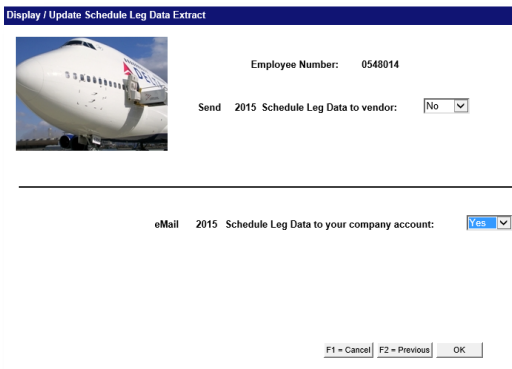 Display / Update Schedule Leg Data Extract
DELTA
Employee Number: 0548014
Send 2015 Schedule Leg Data to vendor: No
eMail 2015 Schedule Leg Data to your company account: Yes
F1 = Cancel F2 = Previous OK